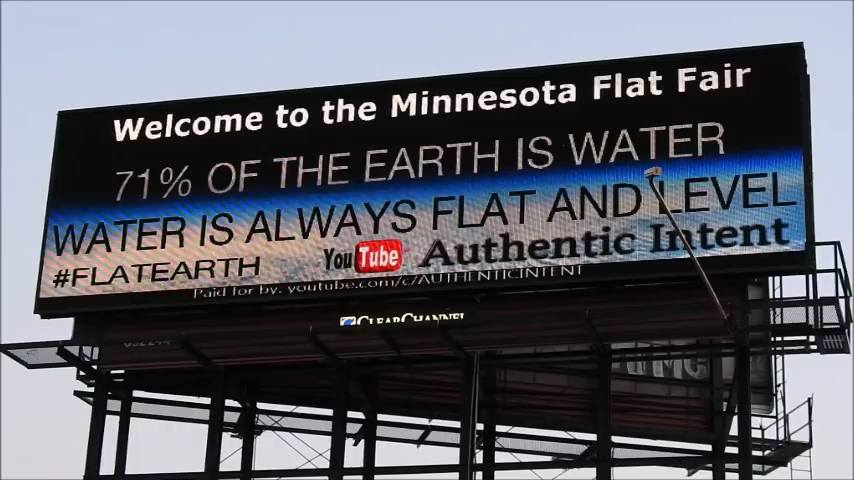 Welcome to the Minnesota Flat Fair
71% OF THE EARTH IS WATER
WATER IS ALWAYS FLAT AND LEVEL
#FLATEARTH YouTube Authentic Intent
Paid for by: youtube.com/c/AUTHENTICINTENT
CLEAR CHANNEL